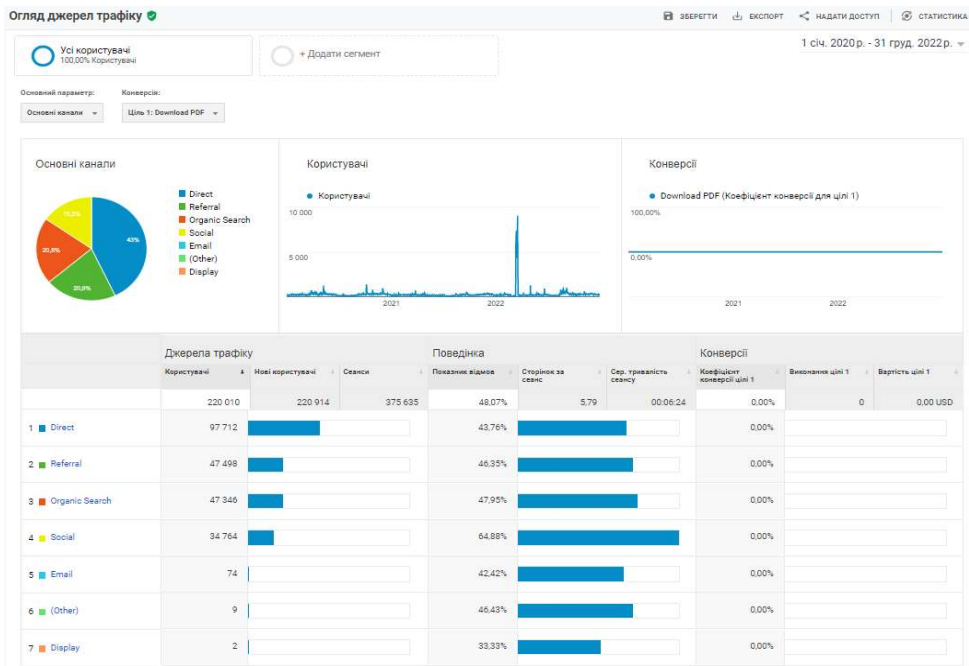 Огляд джерел трафіку
ЗБЕРЕГТИ ЕКСПОРТ НАДАТИ ДОСТУП СТАТИСТИКА
Усі користувачі
100,00% Користувачі
+ Додати сегмент
1 січ. 2020 р. - 31 груд. 2022 р.
Основний параметр: Конверсія:
Основні канали Ціль 1: Download PDF
Основні канали
43%
20,9%
20,8%
Direct
Referral
Organic Search
Social
Email
(Other)
Display
Користувачі
Користувачі
10 000
5 000
2021 2022
Конверсії
Download PDF (Коефіцієнт конверсії для цілі 1)
100,00%
0,00%
2021 2022
Джерела трафіку Поведінка Конверсії
Користувачі Нові користувачі Сеанси Показник відмов Сторінок за сеанс Сер. тривалість сеансу Коефіцієнт конверсії цілі 1 Виконання цілі 1 Вартість цілі 1
220 010 220 914 375 635 48,07% 5,79 00:06:24 0,00% 0 0,00 USD
1 Direct 97 712 43,76% 0,00%
2 Referral 47 498 46,35% 0,00%
3 Organic Search 47 346 47,95% 0,00%
4 Social 34 764 64,88% 0,00%
5 Email 74 42,42% 0,00%
6 (Other) 9 46,43% 0,00%
7 Display 2 33,33% 0,00%